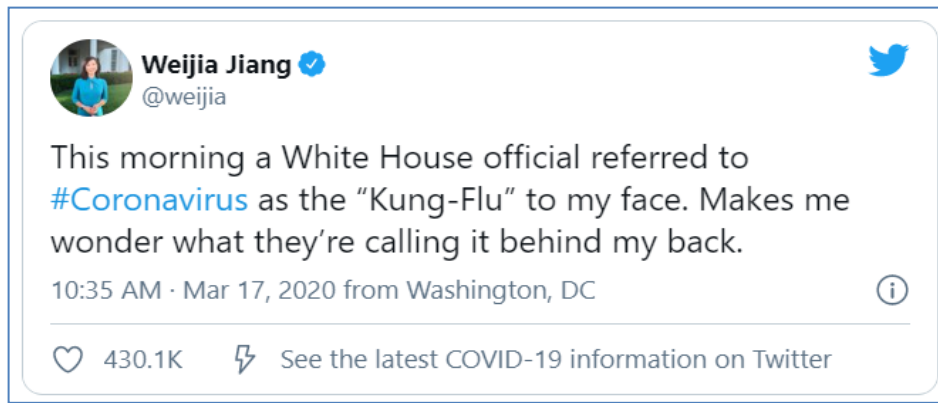 Weijia Jiang
@weijia
This morning a White House official referred to
#Coronavirus as the “Kung-Flu” to my face. Makes me
wonder what they’re calling it behind my back.
10:35 AM · Mar 17, 2020 from Washington, DC
430.1K See the latest COVID-19 information on Twitter